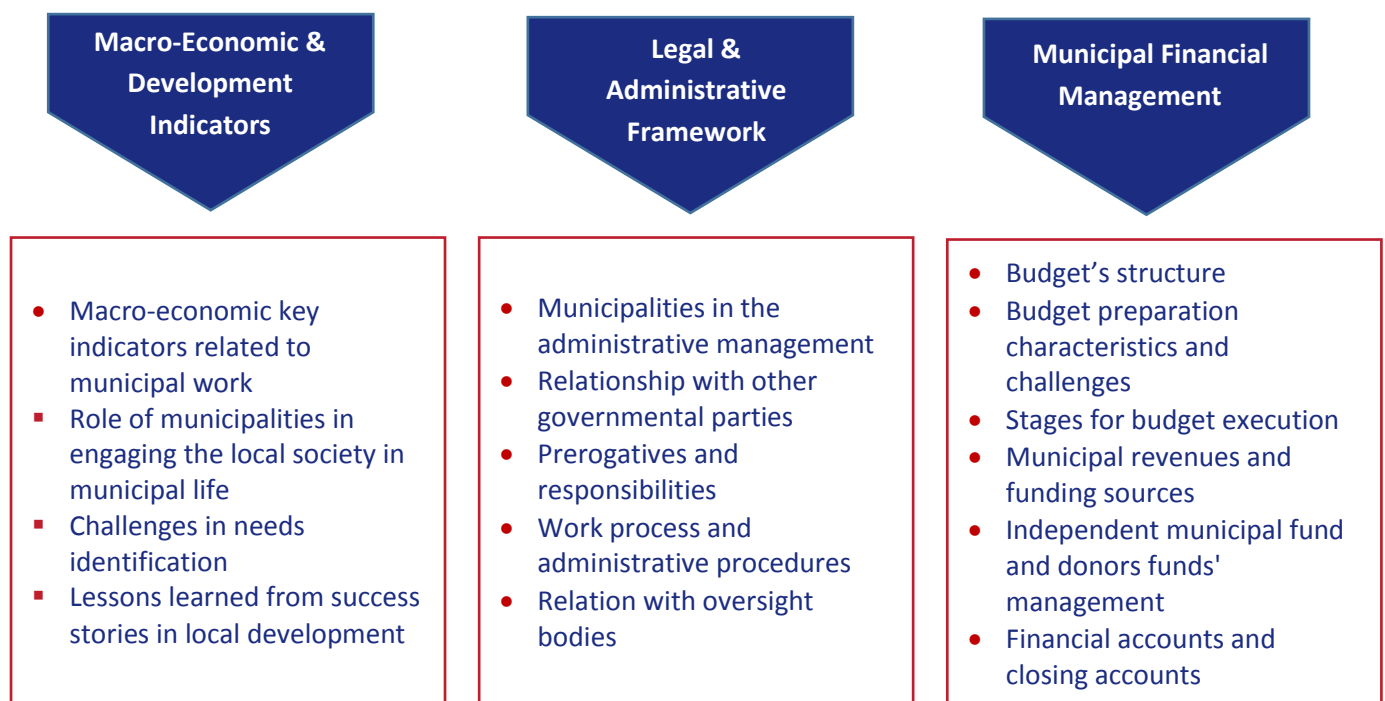 Macro-Economic &
Development
Indicators
• Macro-economic key
indicators related to
municipal work
▪ Role of municipalities in
engaging the local society in
municipal life
▪ Challenges in needs
identification
▪ Lessons learned from success
stories in local development
Legal &
Administrative
Framework
• Municipalities in the
administrative management
• Relationship with other
governmental parties
• Prerogatives and
responsibilities
• Work process and
administrative procedures
• Relation with oversight
bodies
Municipal Financial
Management
• Budget’s structure
• Budget preparation
characteristics and
challenges
• Stages for budget execution
• Municipal revenues and
funding sources
• Independent municipal fund
and donors funds'
management
• Financial accounts and
closing accounts